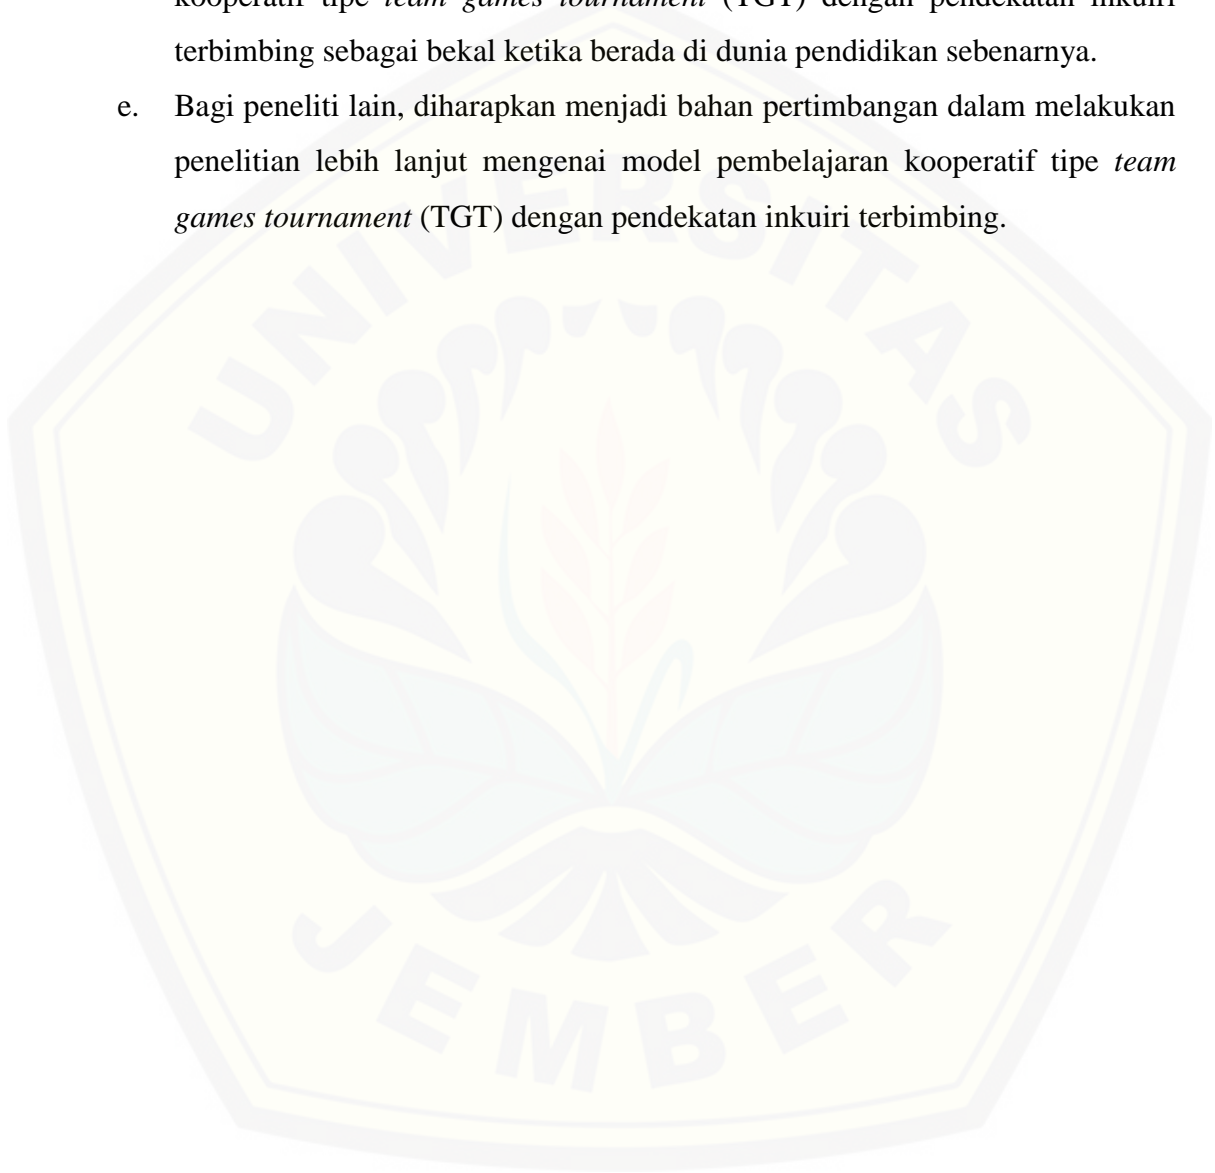 kooperatif tipe team games tournament (TGT) dengan pendekatan inkuiri
terbimbing sebagai bekal ketika berada di dunia pendidikan sebenarnya.
e. Bagi peneliti lain, diharapkan menjadi bahan pertimbangan dalam melakukan
penelitian lebih lanjut mengenai model pembelajaran kooperatif tipe team
games tournament (TGT) dengan pendekatan inkuiri terbimbing.
UNIVERSITAS
JEMBER